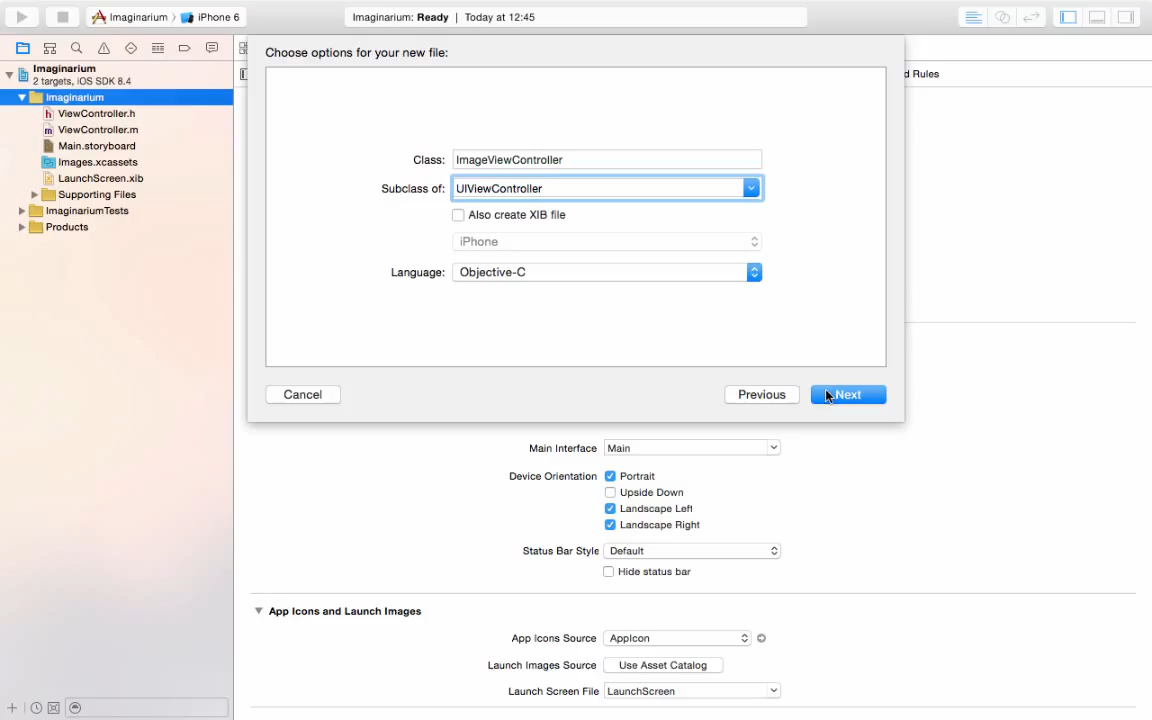 Imaginarium
iPhone 6
Imaginarium: Ready | Today at 12:45
Imaginarium
2 targets, iOS SDK 8.4
Imaginarium
ViewController.h
ViewController.m
Main.storyboard
Images.xcassets
LaunchScreen.xib
Supporting Files
ImaginariumTests
Products
Choose options for your new file:
d Rules
Class: ImageViewController
Subclass of: UIViewController
Also create XIB file
iPhone
Language: Objective-C
Cancel
Previous
Next
Main Interface Main
Device Orientation Portrait
Upside Down
Landscape Left
Landscape Right
Status Bar Style Default
Hide status bar
App Icons and Launch Images
App Icons Source AppIcon
Launch Images Source Use Asset Catalog
Launch Screen File LaunchScreen